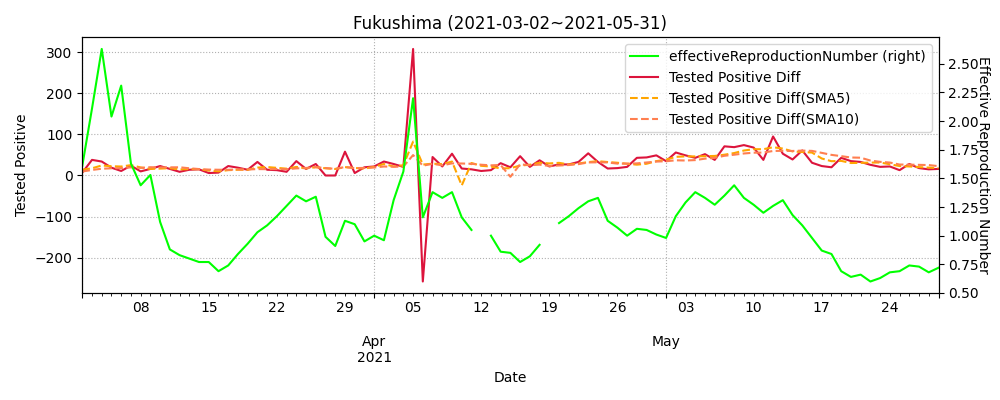 Fukushima (2021-03-02~2021-05-31)
effectiveReproductionNumber (right)
Tested Positive Diff
Tested Positive Diff(SMA5)
Tested Positive Diff(SMA10)
Tested Positive
300
200
100
0
−100
−200
Effective Reproduction Number
2.50
2.25
2.00
1.75
1.50
1.25
1.00
0.75
0.50
08 15 22 29 05 12 19 26 03 10 17 24
Apr May
2021
Date